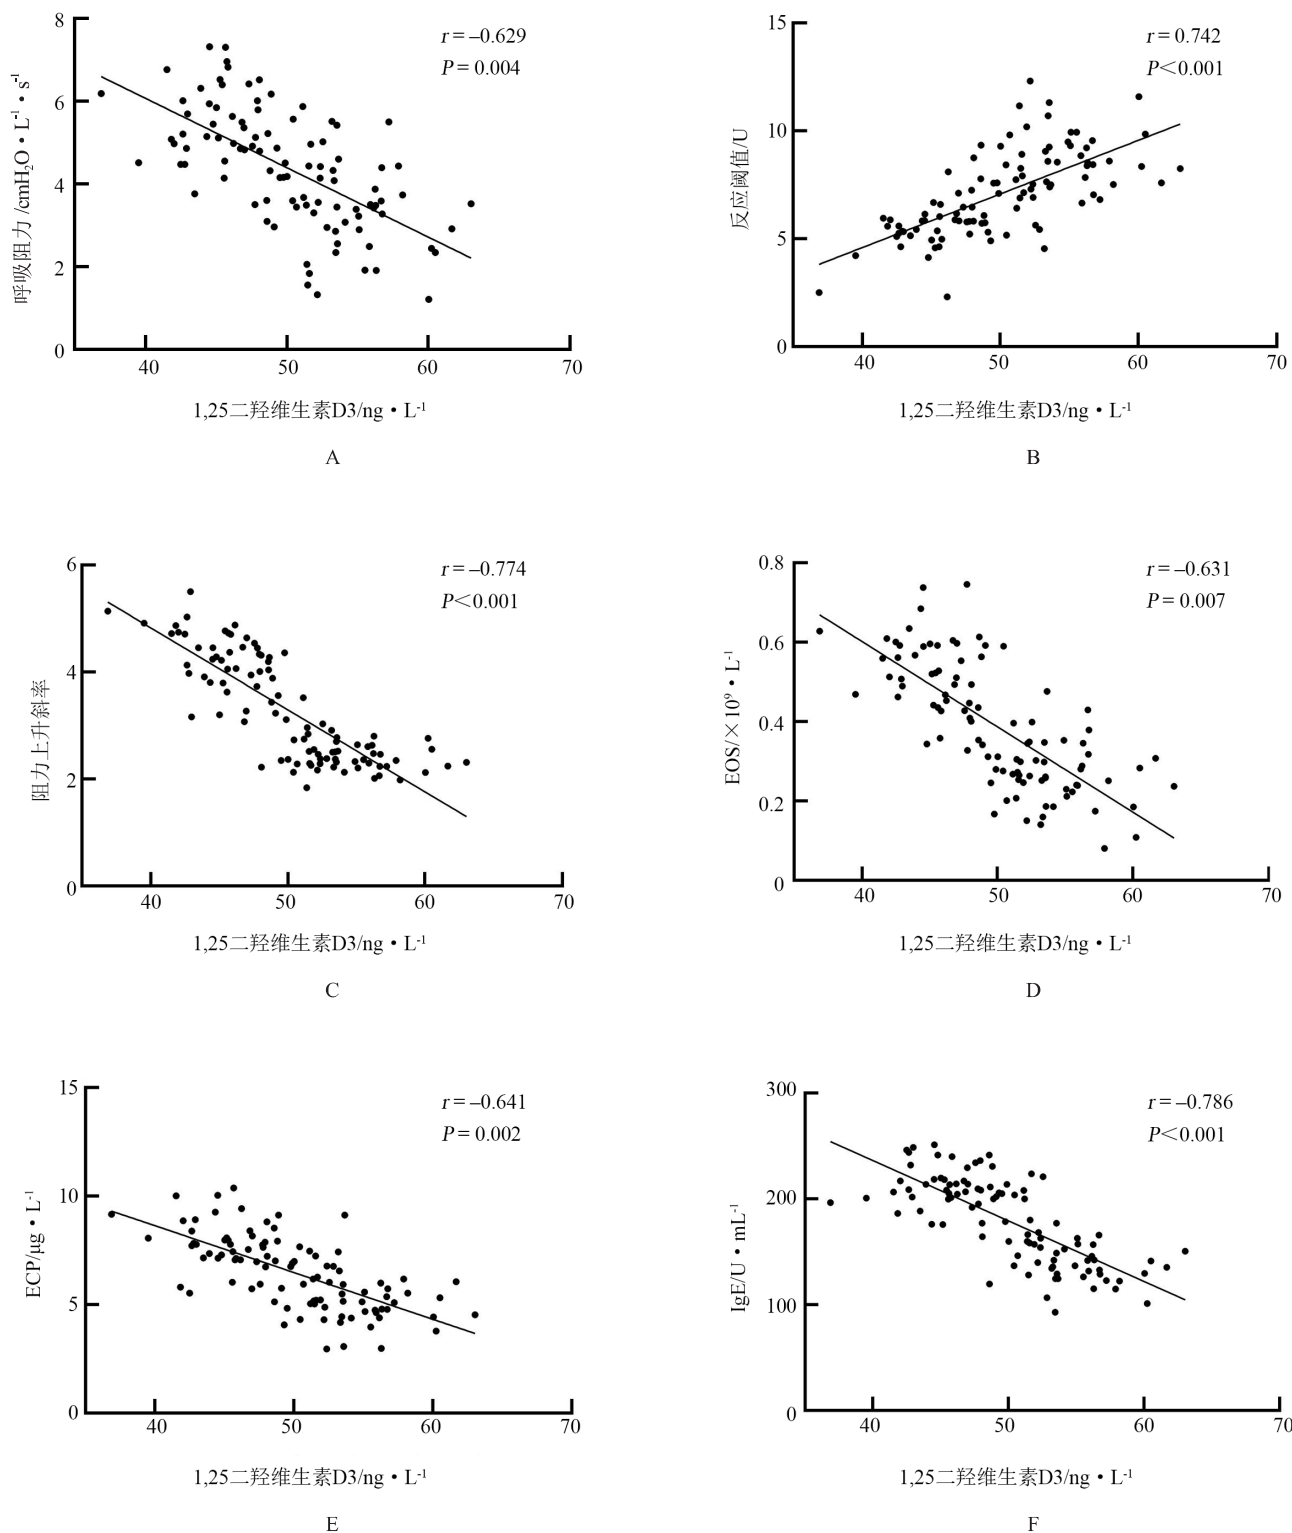 8
6
4
2
0
呼吸阻力 /cmH₂O·L⁻¹·s⁻¹
r = –0.629
P = 0.004
40 50 60 70
1,25二羟维生素D3/ng·L⁻¹
A
15
10
5
0
反应阈值/U
r = 0.742
P＜0.001
40 50 60 70
1,25二羟维生素D3/ng·L⁻¹
B
6
4
2
0
阻力上升斜率
r = –0.774
P＜0.001
40 50 60 70
1,25二羟维生素D3/ng·L⁻¹
C
0.8
0.6
0.4
0.2
0
EOS/×10⁹·L⁻¹
r = –0.631
P = 0.007
40 50 60 70
1,25二羟维生素D3/ng·L⁻¹
D
15
10
5
0
ECP/μg·L⁻¹
r = –0.641
P = 0.002
40 50 60 70
1,25二羟维生素D3/ng·L⁻¹
E
300
200
100
0
IgE/U·mL⁻¹
r = –0.786
P＜0.001
40 50 60 70
1,25二羟维生素D3/ng·L⁻¹
F